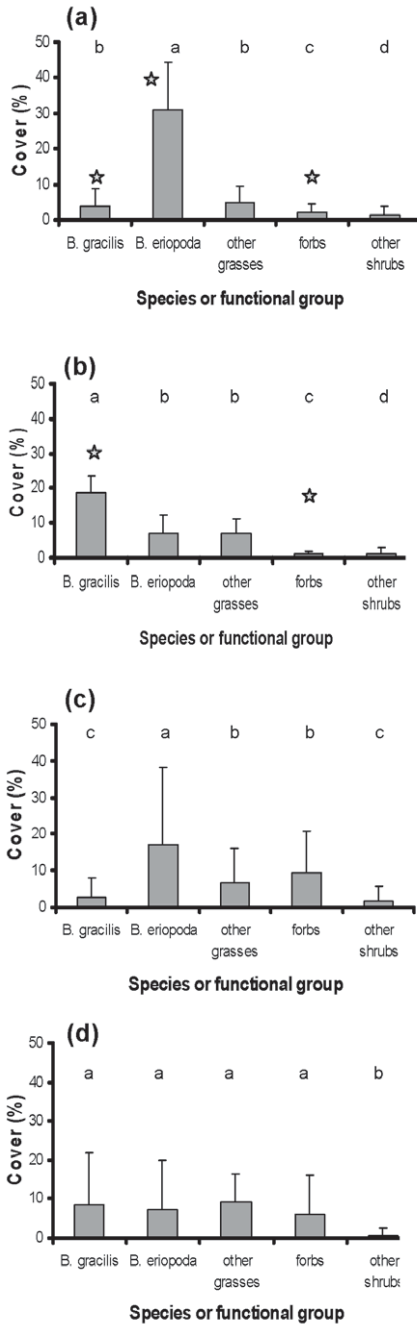 (a)
b a b c d
50
40
30
20
10
0
Cover (%)
B. gracilis B. eriopoda other grasses forbs other shrubs
Species or functional group
(b)
a b b c d
50
40
30
20
10
0
Cover (%)
B. gracilis B. eriopoda other grasses forbs other shrubs
Species or functional group
(c)
c a b b c
50
40
30
20
10
0
Cover (%)
B. gracilis B. eriopoda other grasses forbs other shrubs
Species or functional group
(d)
a a a a b
50
40
30
20
10
0
Cover (%)
B. gracilis B. eriopoda other grasses forbs other shrubs
Species or functional group